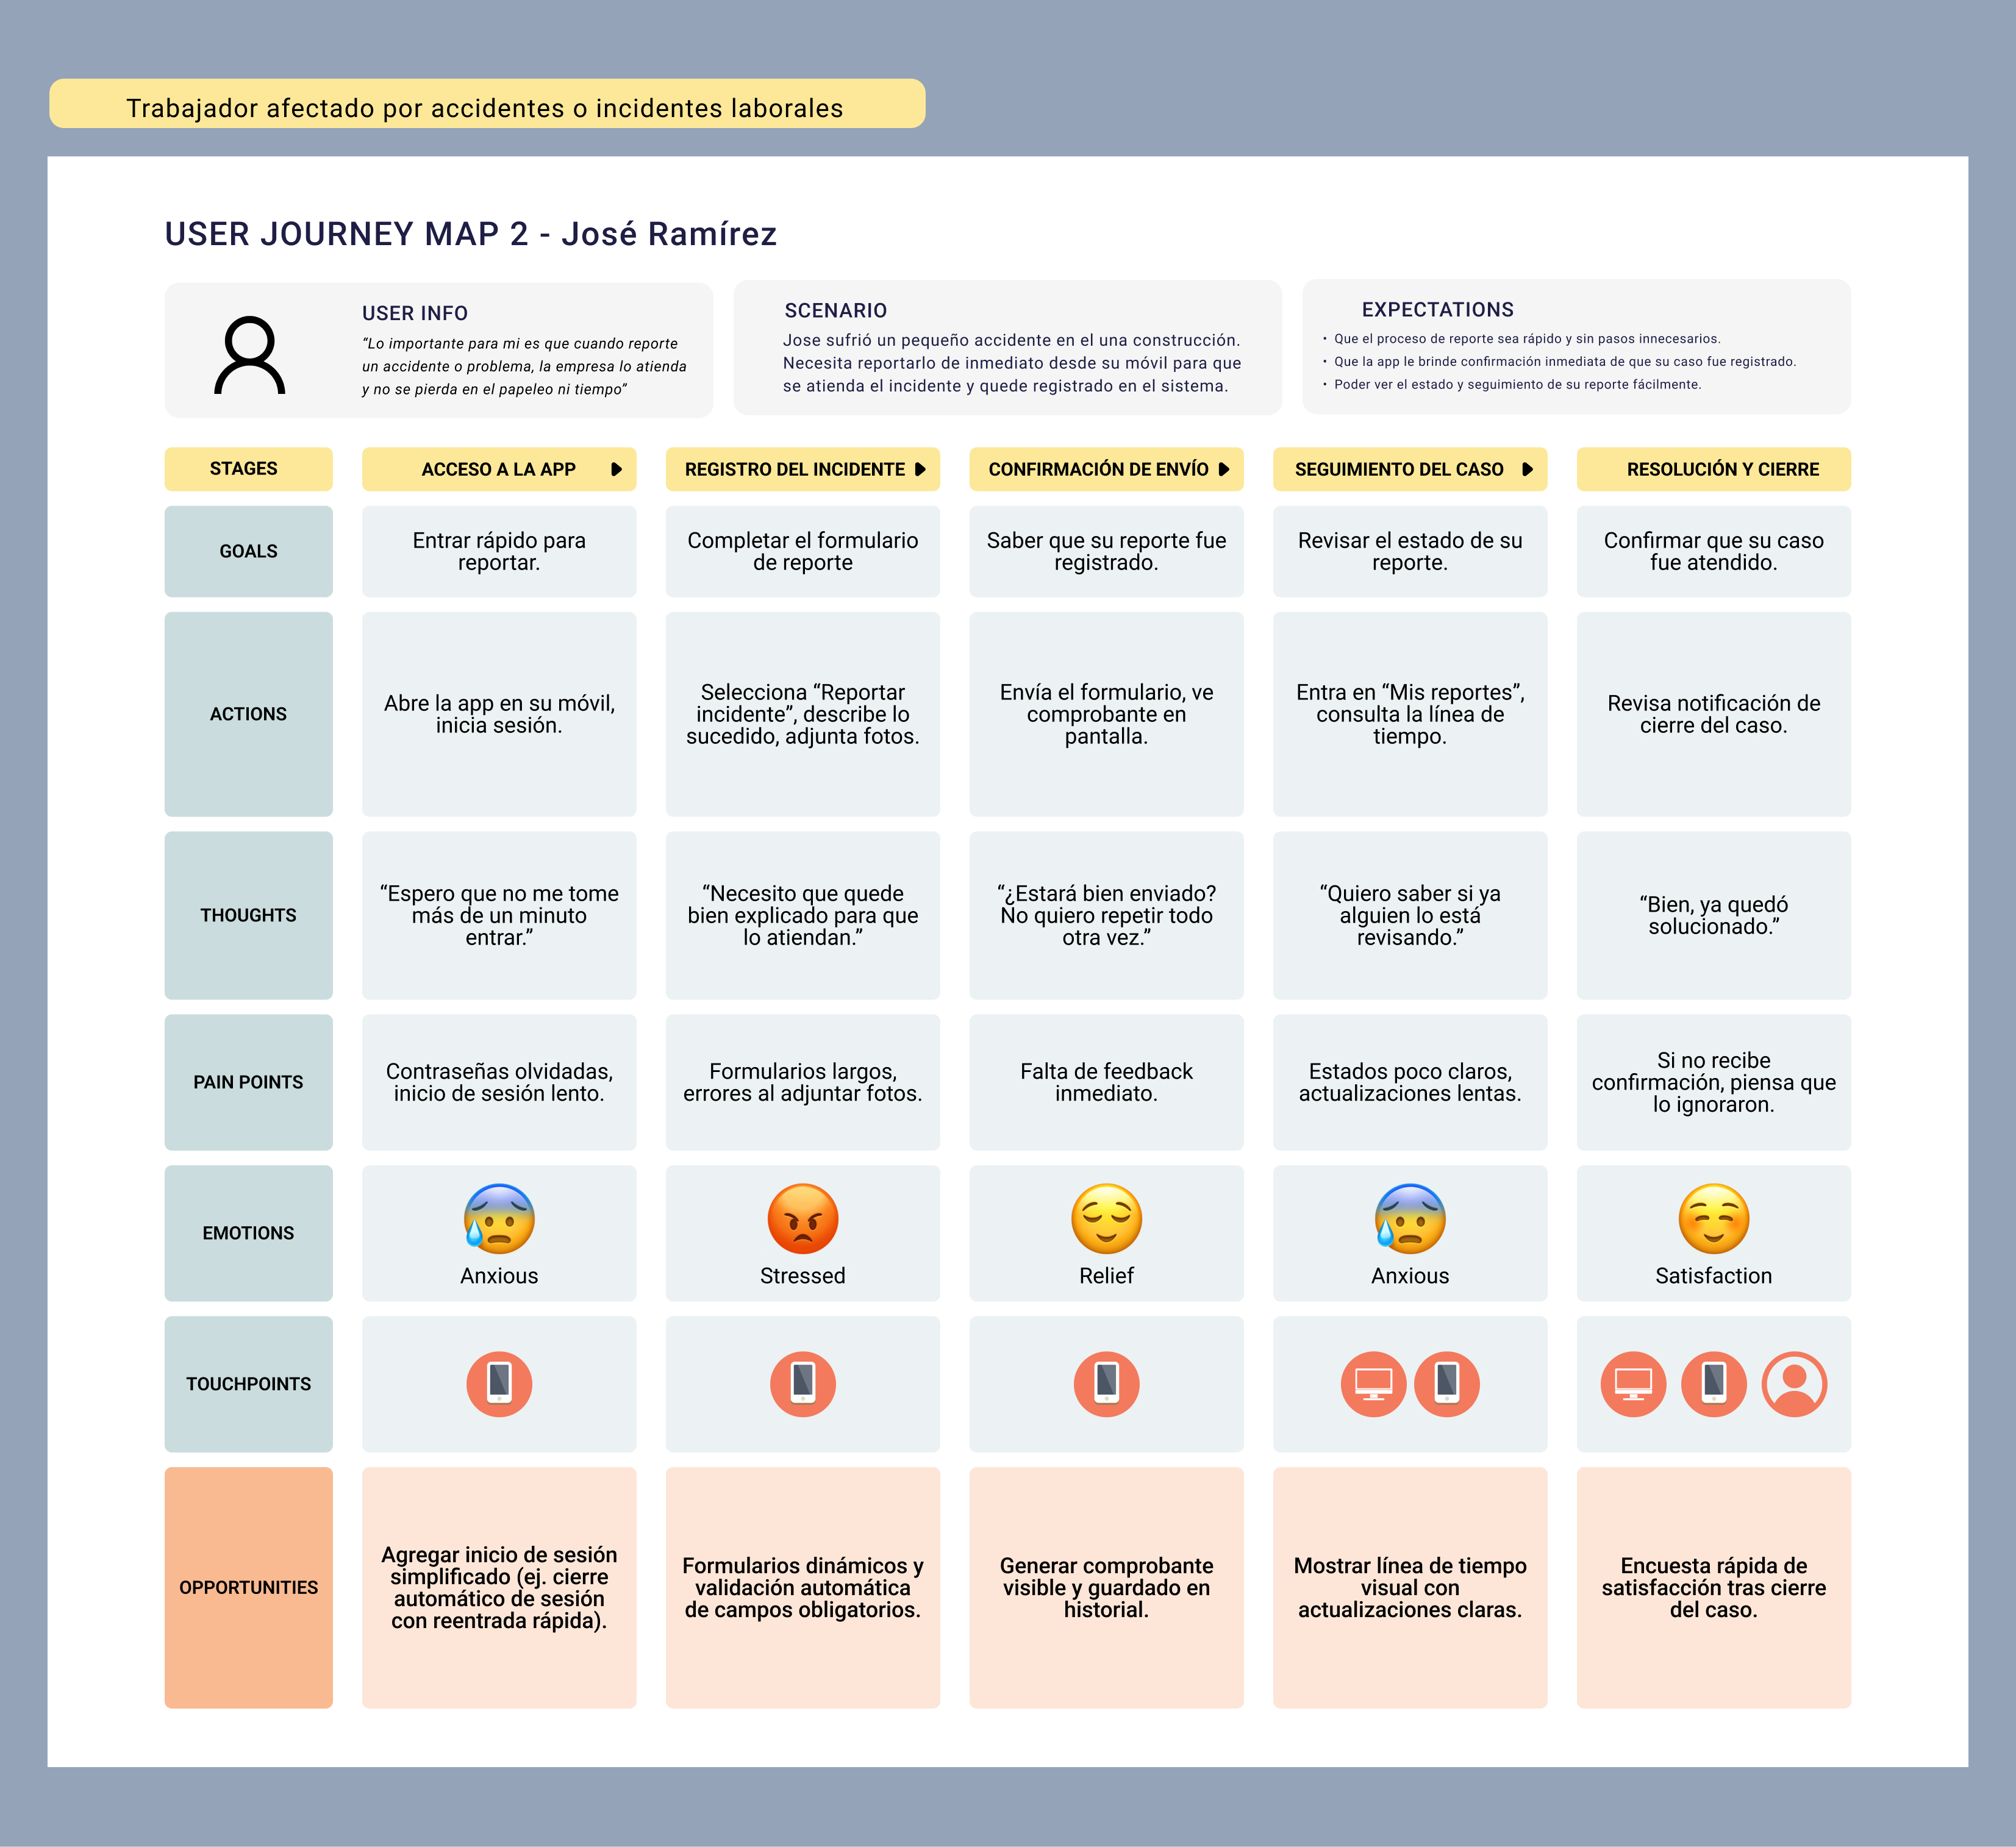 Trabajador afectado por accidentes o incidentes laborales
USER JOURNEY MAP 2 - José Ramírez
USER INFO
“Lo importante para mi es que cuando reporte
un accidente o problema, la empresa lo atienda
y no se pierda en el papeleo ni tiempo”
SCENARIO
Jose sufrió un pequeño accidente en el una construcción.
Necesita reportarlo de inmediato desde su móvil para que
se atienda el incidente y quede registrado en el sistema.
EXPECTATIONS
• Que el proceso de reporte sea rápido y sin pasos innecesarios.
• Que la app le brinde confirmación inmediata de que su caso fue registrado.
• Poder ver el estado y seguimiento de su reporte fácilmente.
STAGES
ACCESO A LA APP
REGISTRO DEL INCIDENTE
CONFIRMACIÓN DE ENVÍO
SEGUIMIENTO DEL CASO
RESOLUCIÓN Y CIERRE
GOALS
Entrar rápido para
reportar.
Completar el formulario
de reporte
Saber que su reporte fue
registrado.
Revisar el estado de su
reporte.
Confirmar que su caso
fue atendido.
ACTIONS
Abre la app en su móvil,
inicia sesión.
Selecciona “Reportar
incidente”, describe lo
sucedido, adjunta fotos.
Envía el formulario, ve
comprobante en
pantalla.
Entra en “Mis reportes”,
consulta la línea de
tiempo.
Revisa notificación de
cierre del caso.
THOUGHTS
“Espero que no me tome
más de un minuto
entrar.”
“Necesito que quede
bien explicado para que
lo atiendan.”
“¿Estará bien enviado?
No quiero repetir todo
otra vez.”
“Quiero saber si ya
alguien lo está
revisando.”
“Bien, ya quedó
solucionado.”
PAIN POINTS
Contraseñas olvidadas,
inicio de sesión lento.
Formularios largos,
errores al adjuntar fotos.
Falta de feedback
inmediato.
Estados poco claros,
actualizaciones lentas.
Si no recibe
confirmación, piensa que
lo ignoraron.
EMOTIONS
Anxious
Stressed
Relief
Anxious
Satisfaction
TOUCHPOINTS
OPPORTUNITIES
Agregar inicio de sesión
simplificado (ej. cierre
automático de sesión
con reentrada rápida).
Formularios dinámicos y
validación automática
de campos obligatorios.
Generar comprobante
visible y guardado en
historial.
Mostrar línea de tiempo
visual con
actualizaciones claras.
Encuesta rápida de
satisfacción tras cierre
del caso.